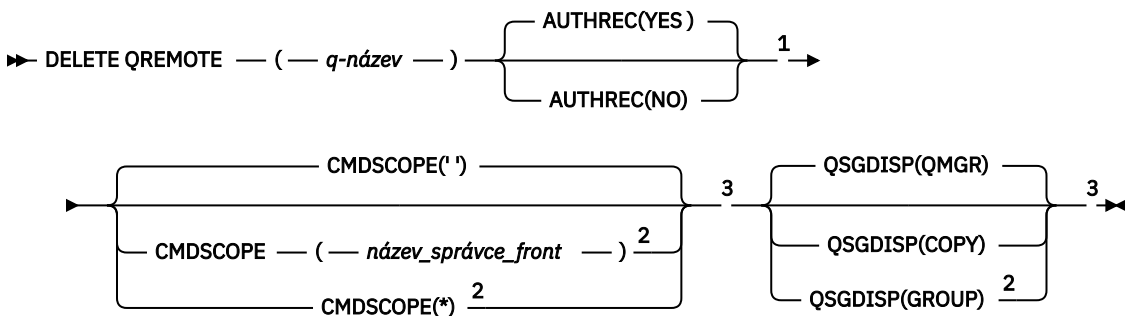 AUTHREC(YES )
DELETE QREMOTE ( q-název ) 1
AUTHREC(NO)
CMDSCOPE(' ') QSGDISP(QMGR)
3 3
CMDSCOPE ( název_správce_front ) 2 QSGDISP(COPY)
CMDSCOPE(*) 2 QSGDISP(GROUP) 2